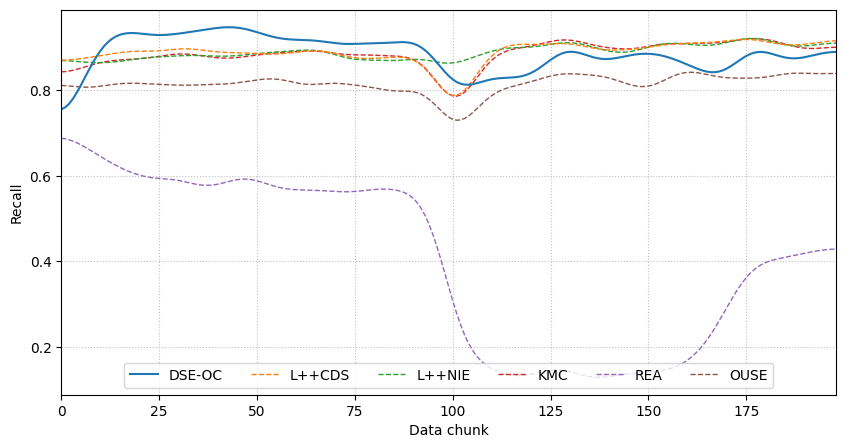 Recall
0.8
0.6
0.4
0.2
0 25 50 75 100 125 150 175
Data chunk
DSE-OC L++CDS L++NIE KMC REA OUSE